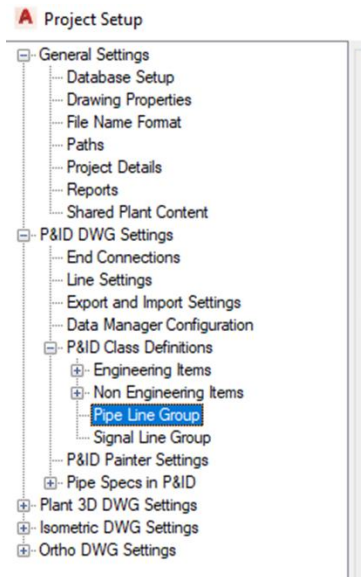 Project Setup
General Settings
Database Setup
Drawing Properties
File Name Format
Paths
Project Details
Reports
Shared Plant Content
P&ID DWG Settings
End Connections
Line Settings
Export and Import Settings
Data Manager Configuration
P&ID Class Definitions
Engineering Items
Non Engineering Items
Pipe Line Group
Signal Line Group
P&ID Painter Settings
Pipe Specs in P&ID
Plant 3D DWG Settings
Isometric DWG Settings
Ortho DWG Settings